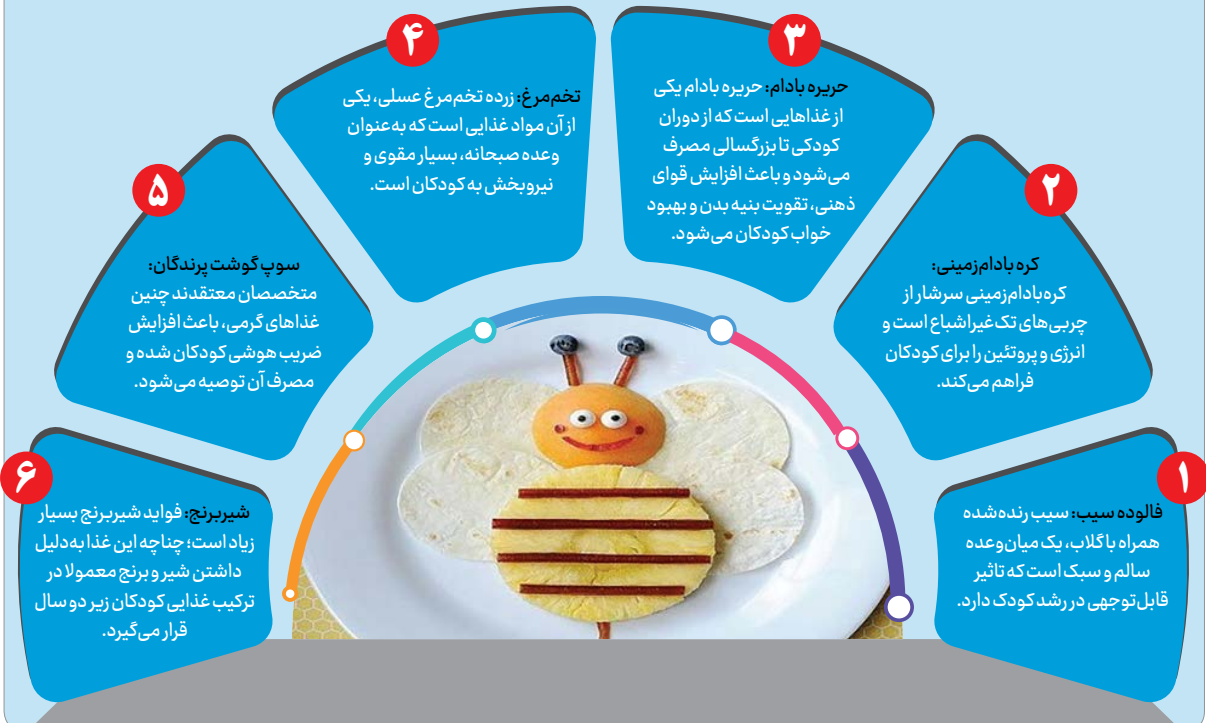 ۱
فالوده سیب: سیب رنده‌شده
همراه با گلاب، یک میان‌وعده
سالم و سبک است که تاثیر
قابل‌توجهی در رشد کودک دارد.
۲
کره بادام‌زمینی:
کره‌بادام‌زمینی سرشار از
چربی‌های تک‌غیراشباع است و
انرژی و پروتئین را برای کودکان
فراهم می‌کند.
۳
حریره بادام: حریره بادام یکی
از غذاهایی است که از دوران
کودکی تا بزرگسالی مصرف
می‌شود و باعث افزایش قوای
ذهنی، تقویت بنیه بدن و بهبود
خواب کودکان می‌شود.
۴
تخم‌مرغ: زرده تخم‌مرغ عسلی، یکی
از آن مواد غذایی است که به‌عنوان
وعده صبحانه، بسیار مقوی و
نیروبخش به کودکان است.
۵
سوپ گوشت پرندگان:
متخصصان معتقدند چنین
غذاهای گرمی، باعث افزایش
ضریب هوشی کودکان شده و
مصرف آن توصیه می‌شود.
۶
شیربرنج: فواید شیربرنج بسیار
زیاد است؛ چناچه این غذا به‌دلیل
داشتن شیر و برنج معمولا در
ترکیب غذایی کودکان زیر دو سال
قرار می‌گیرد.